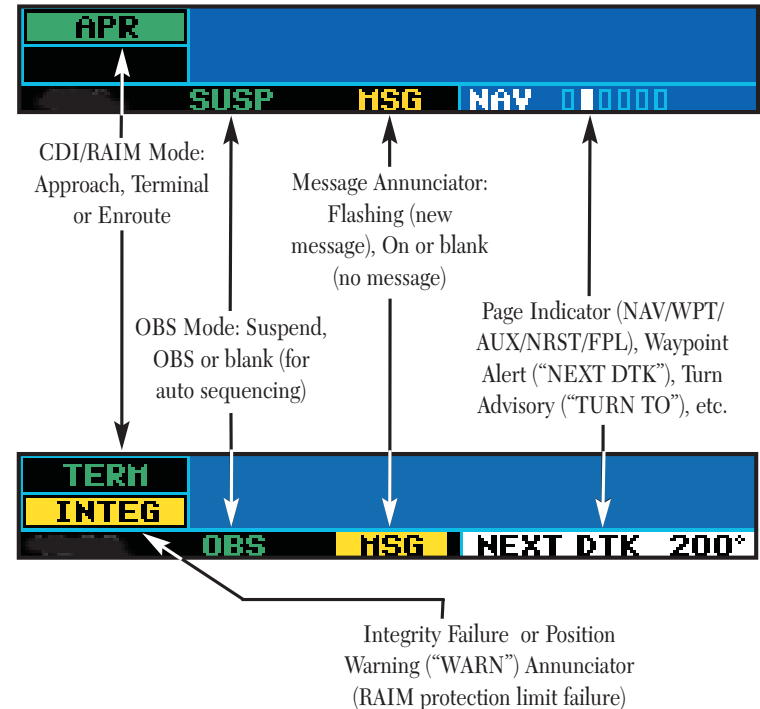 APR
SUSP MSG NAV
CDI/RAIM Mode:
Approach, Terminal
or Enroute
Message Annunciator:
Flashing (new
message), On or blank
(no message)
OBS Mode: Suspend,
OBS or blank (for
auto sequencing)
Page Indicator (NAV/WPT/
AUX/NRST/FPL), Waypoint
Alert (“NEXT DTK”), Turn
Advisory (“TURN TO”), etc.
TERM
INTEG
OBS MSG NEXT DTK 200°
Integrity Failure or Position
Warning (“WARN”) Annunciator
(RAIM protection limit failure)